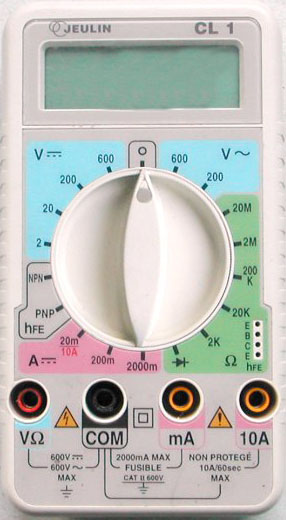 JEULIN CL 1
V⎓ 600 O 600 V~
200 200
20 20M
2 2M
NPN 200 K
PNP 20K
hFE
20m 2K
10A
A⎓ 200m 2000m Ω
E
B
C
E
hFE
VΩ COM mA 10A
600V⎓ 2000mA MAX NON PROTEGÉ
600V~ FUSIBLE 10A/60sec
MAX CAT II 600V MAX